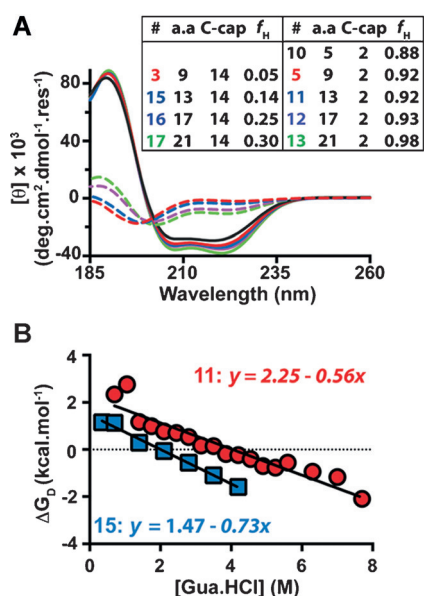 A
# a.a C-cap fH # a.a C-cap fH
10 5 2 0.88
3 9 14 0.05 5 9 2 0.92
15 13 14 0.14 11 13 2 0.92
16 17 14 0.25 12 17 2 0.93
17 21 14 0.30 13 21 2 0.98
[θ] x 10³
(deg.cm².dmol⁻¹.res⁻¹)
80
40
0
-40
185 210 235 260
Wavelength (nm)
B
11: y = 2.25 - 0.56x
ΔGD (kcal.mol⁻¹)
4
2
0
-2
-4
15: y = 1.47 - 0.73x
0 2 4 6 8
[Gua.HCl] (M)